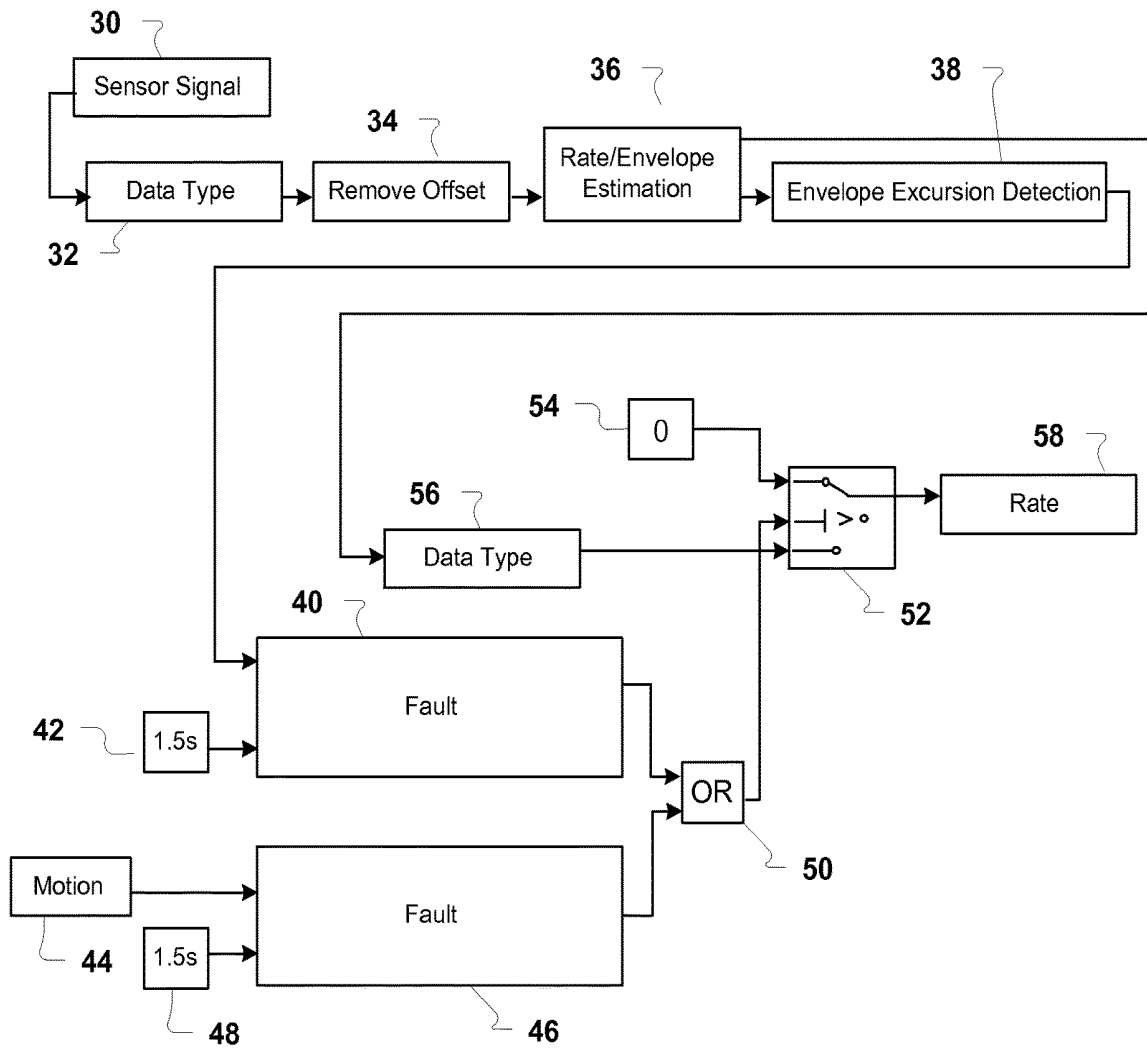 30
Sensor Signal
36
38
34
Rate/Envelope
Estimation
Data Type
Remove Offset
Envelope Excursion Detection
32
54
0
58
56
Rate
>
Data Type
52
40
Fault
42
1.5s
OR
50
Motion
Fault
44
1.5s
48
46